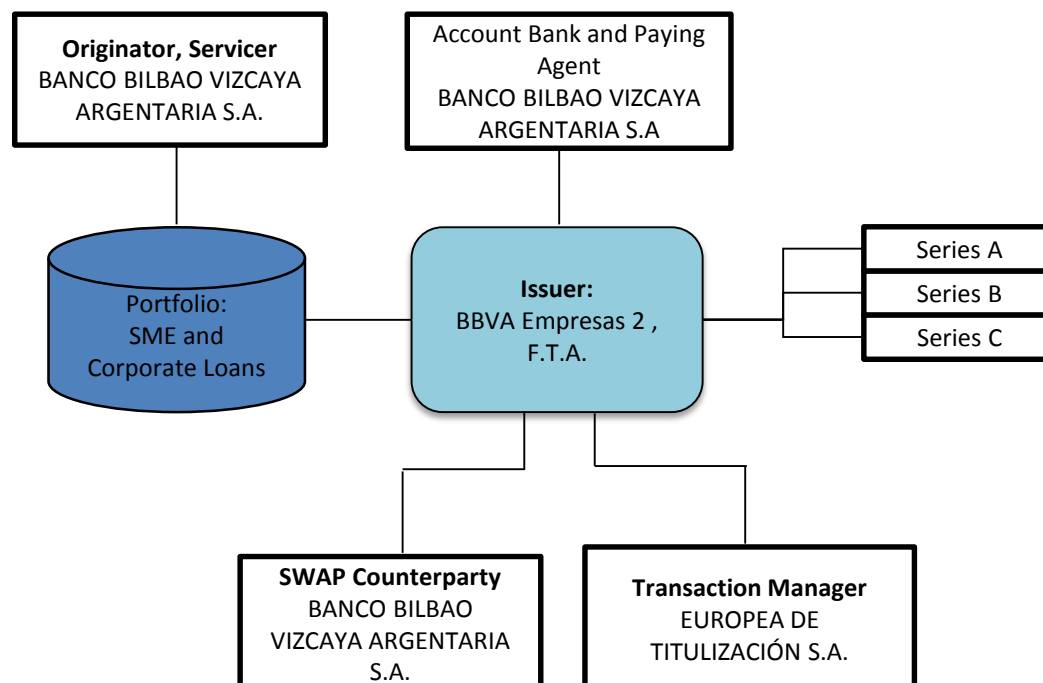 Originator, Servicer
BANCO BILBAO VIZCAYA
ARGENTARIA S.A.
Account Bank and Paying
Agent
BANCO BILBAO VIZCAYA
ARGENTARIA S.A
Portfolio:
SME and
Corporate Loans
Issuer:
BBVA Empresas 2 ,
F.T.A.
Series A
Series B
Series C
SWAP Counterparty
BANCO BILBAO
VIZCAYA ARGENTARIA
S.A.
Transaction Manager
EUROPEA DE
TITULIZACIÓN S.A.